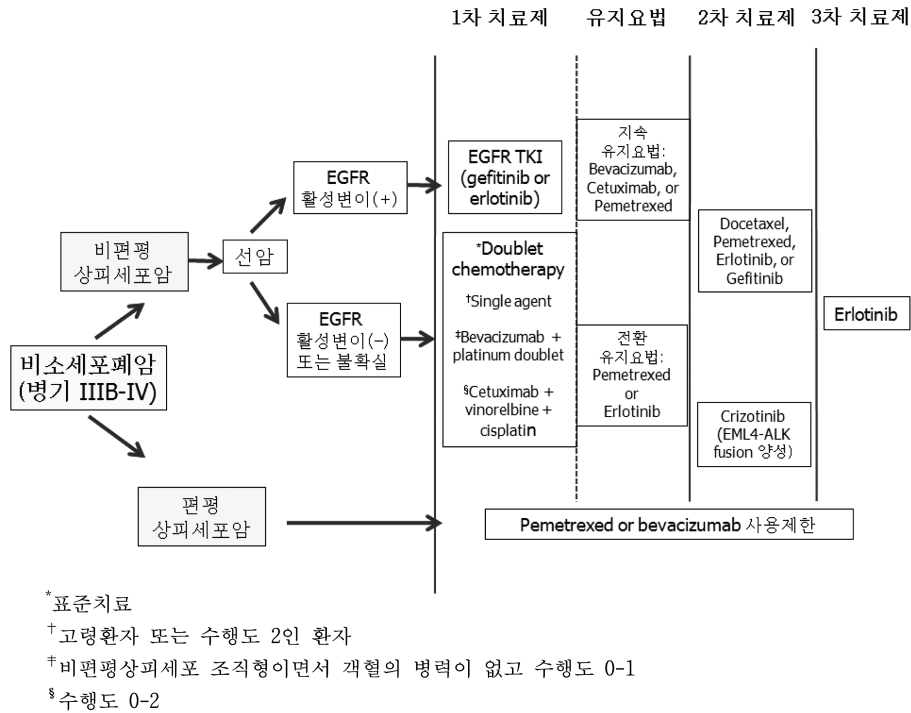 1차 치료제 유지요법 2차 치료제 3차 치료제
비소세포폐암
(병기 IIIB-IV)
비편평
상피세포암
선암
EGFR
활성변이(+)
EGFR
활성변이(−)
또는 불확실
편평
상피세포암
EGFR TKI
(gefitinib or
erlotinib)
*Doublet
chemotherapy
†Single agent
‡Bevacizumab +
platinum doublet
§Cetuximab +
vinorelbine +
cisplatin
지속
유지요법:
Bevacizumab,
Cetuximab, or
Pemetrexed
전환
유지요법:
Pemetrexed
or
Erlotinib
Docetaxel,
Pemetrexed,
Erlotinib, or
Gefitinib
Crizotinib
(EML4-ALK
fusion 양성)
Erlotinib
Pemetrexed or bevacizumab 사용제한
*표준치료
†고령환자 또는 수행도 2인 환자
‡비편평상피세포 조직형이면서 객혈의 병력이 없고 수행도 0-1
§수행도 0-2